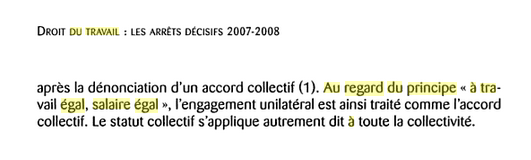 DROIT DU TRAVAIL : LES ARRÊTS DÉCISIFS 2007-2008
après la dénonciation d'un accord collectif (1). Au regard du principe « à tra-
vail égal, salaire égal », l'engagement unilatéral est ainsi traité comme l'accord
collectif. Le statut collectif s'applique autrement dit à toute la collectivité.